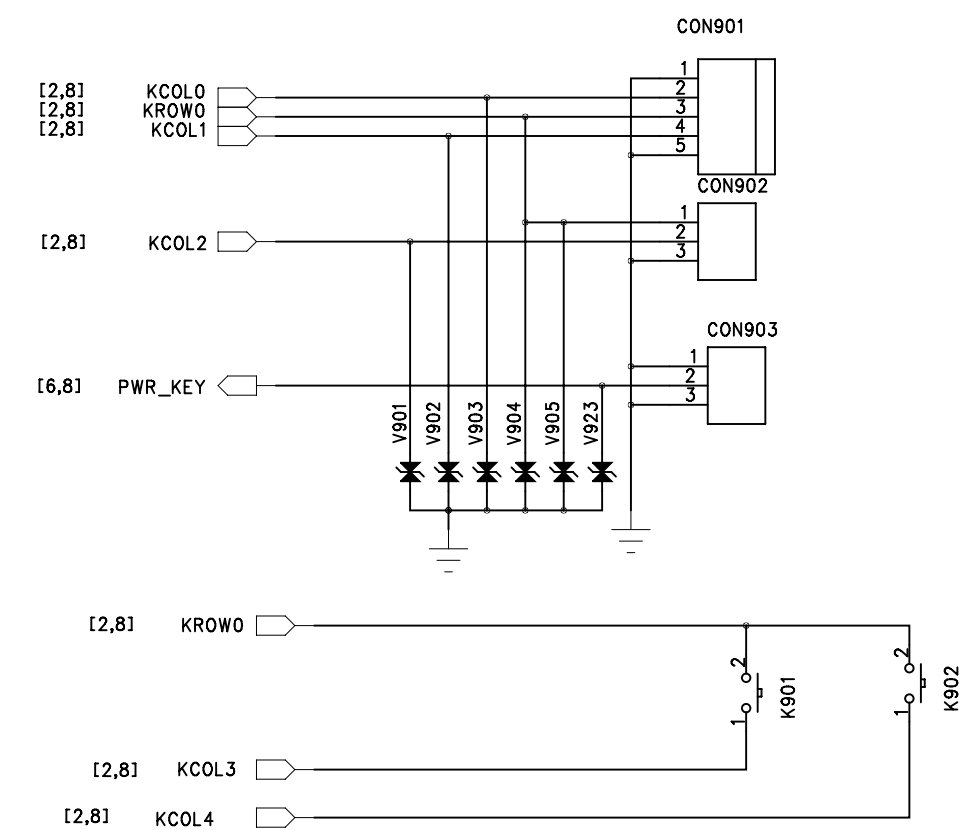 CON901
[2,8] KCOL0
[2,8] KROW0
[2,8] KCOL1
1
2
3
4
5
CON902
[2,8] KCOL2
1
2
3
CON903
[6,8] PWR_KEY
1
2
3
V901
V902
V903
V904
V905
V923
[2,8] KROW0
2
1
K901
2
1
K902
[2,8] KCOL3
[2,8] KCOL4